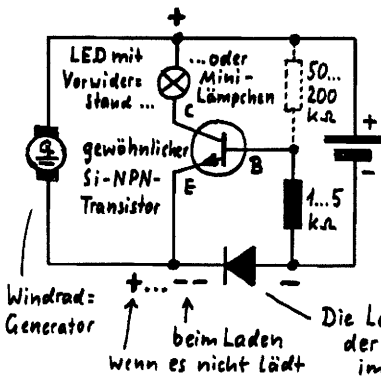 +
LED mit
Vorwider=
stand ...
... oder
Mini-
Lämpchen
50...
200
kΩ
C
gewöhnlicher
Si-NPN-
Transistor
B
E
G
+
-
1...5
kΩ
+ ... - -
-
Windrad=
Generator
beim Laden
wenn es nicht lädt
Die L
der
im